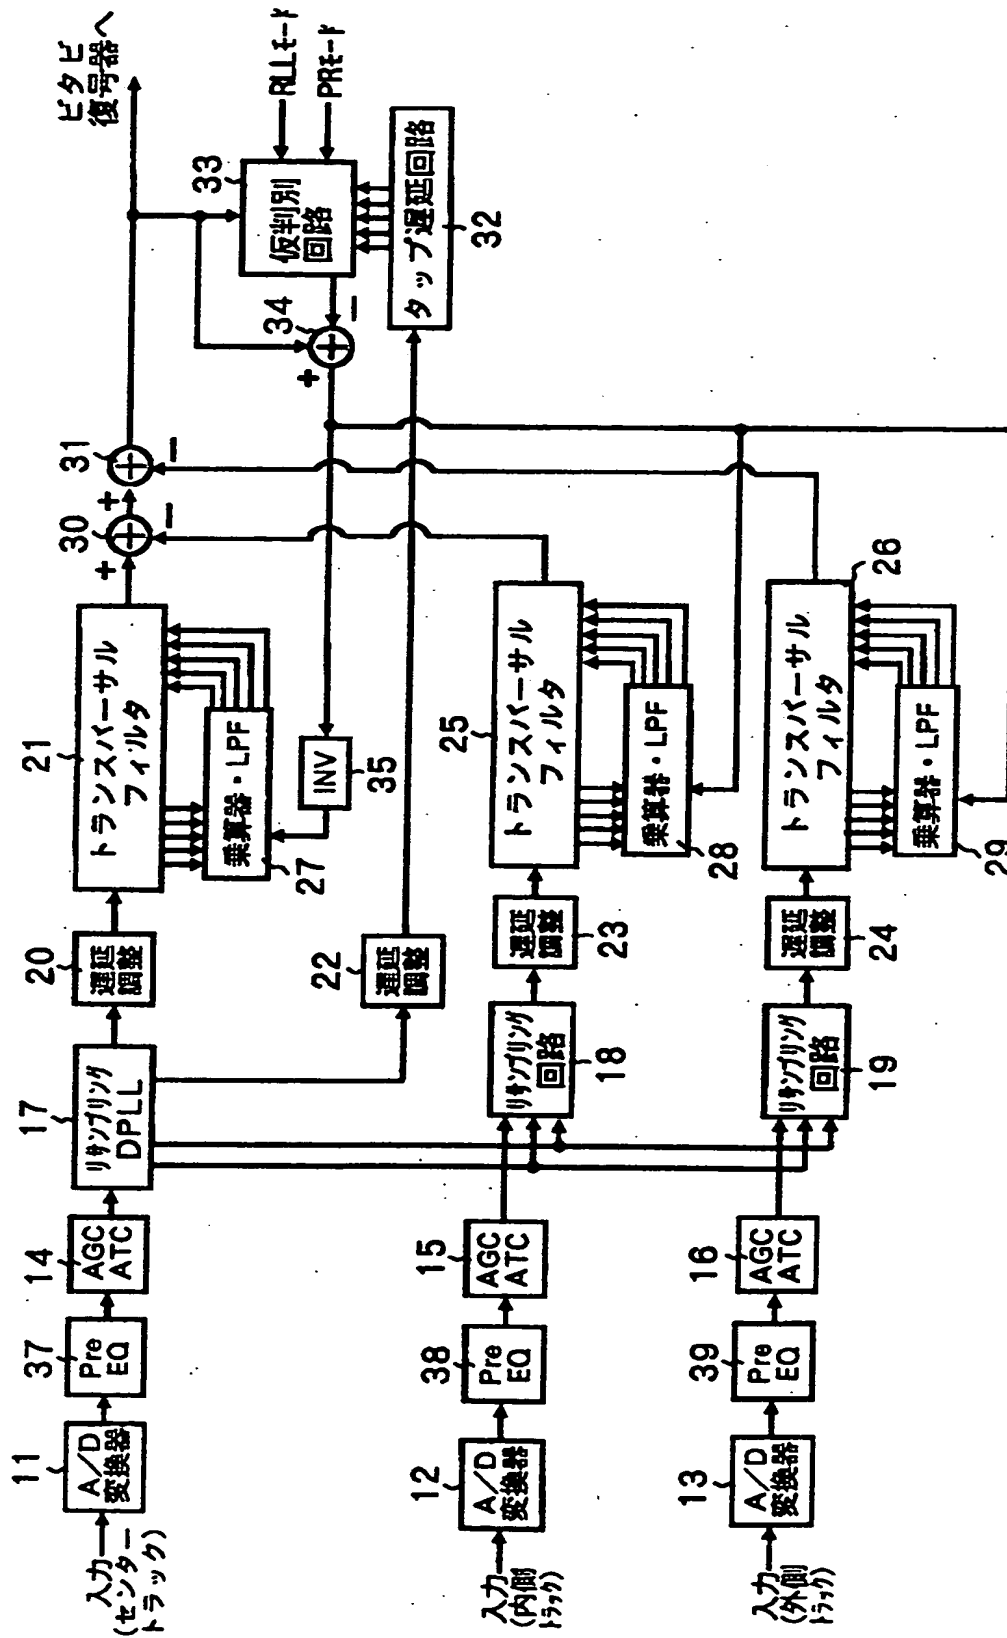 入力
(センター
トラック)
11
A/D
変換器
37
Pre
EQ
14
AGC
ATC
17
リサンプリング
DPLL
20
遅延
調整
21
トランスバーサル
フィルタ
乗算器・LPF
27
INV
35
22
遅延
調整
30
+
−
31
+
−
ビタビ
復号器へ
33
仮判別
回路
RLLモード
PRモード
34
+
−
タップ遅延回路
32
入力
(内側
トラック)
12
A/D
変換器
38
Pre
EQ
15
AGC
ATC
リサンプリング
回路
18
遅延
調整
23
25
トランスバーサル
フィルタ
乗算器・LPF
28
入力
(外側
トラック)
13
A/D
変換器
39
Pre
EQ
16
AGC
ATC
リサンプリング
回路
19
遅延
調整
24
トランスバーサル
フィルタ
26
乗算器・LPF
29